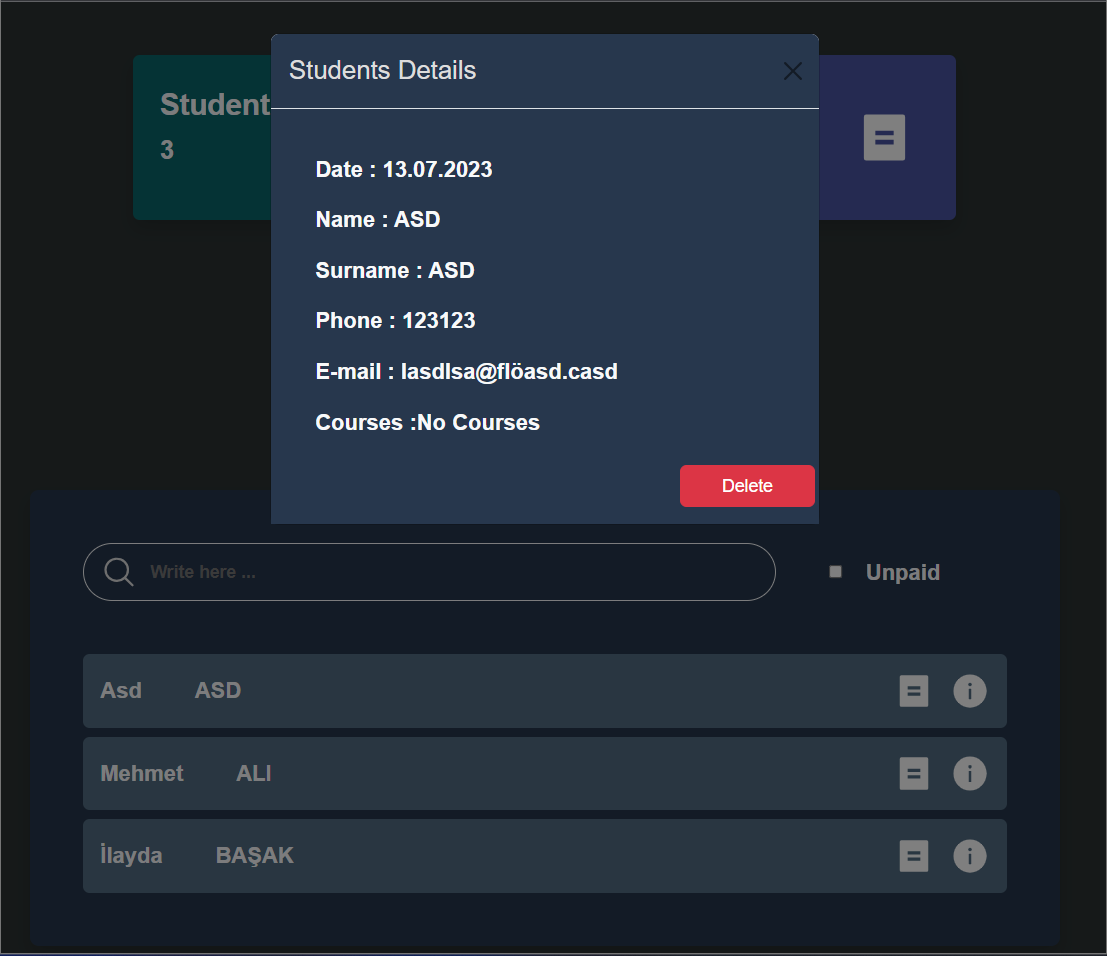 Students Details
Student
3
Date : 13.07.2023
Name : ASD
Surname : ASD
Phone : 123123
E-mail : lasdlsa@flöasd.casd
Courses :No Courses
Delete
Write here ...
Unpaid
Asd ASD
Mehmet ALI
İlayda BAŞAK